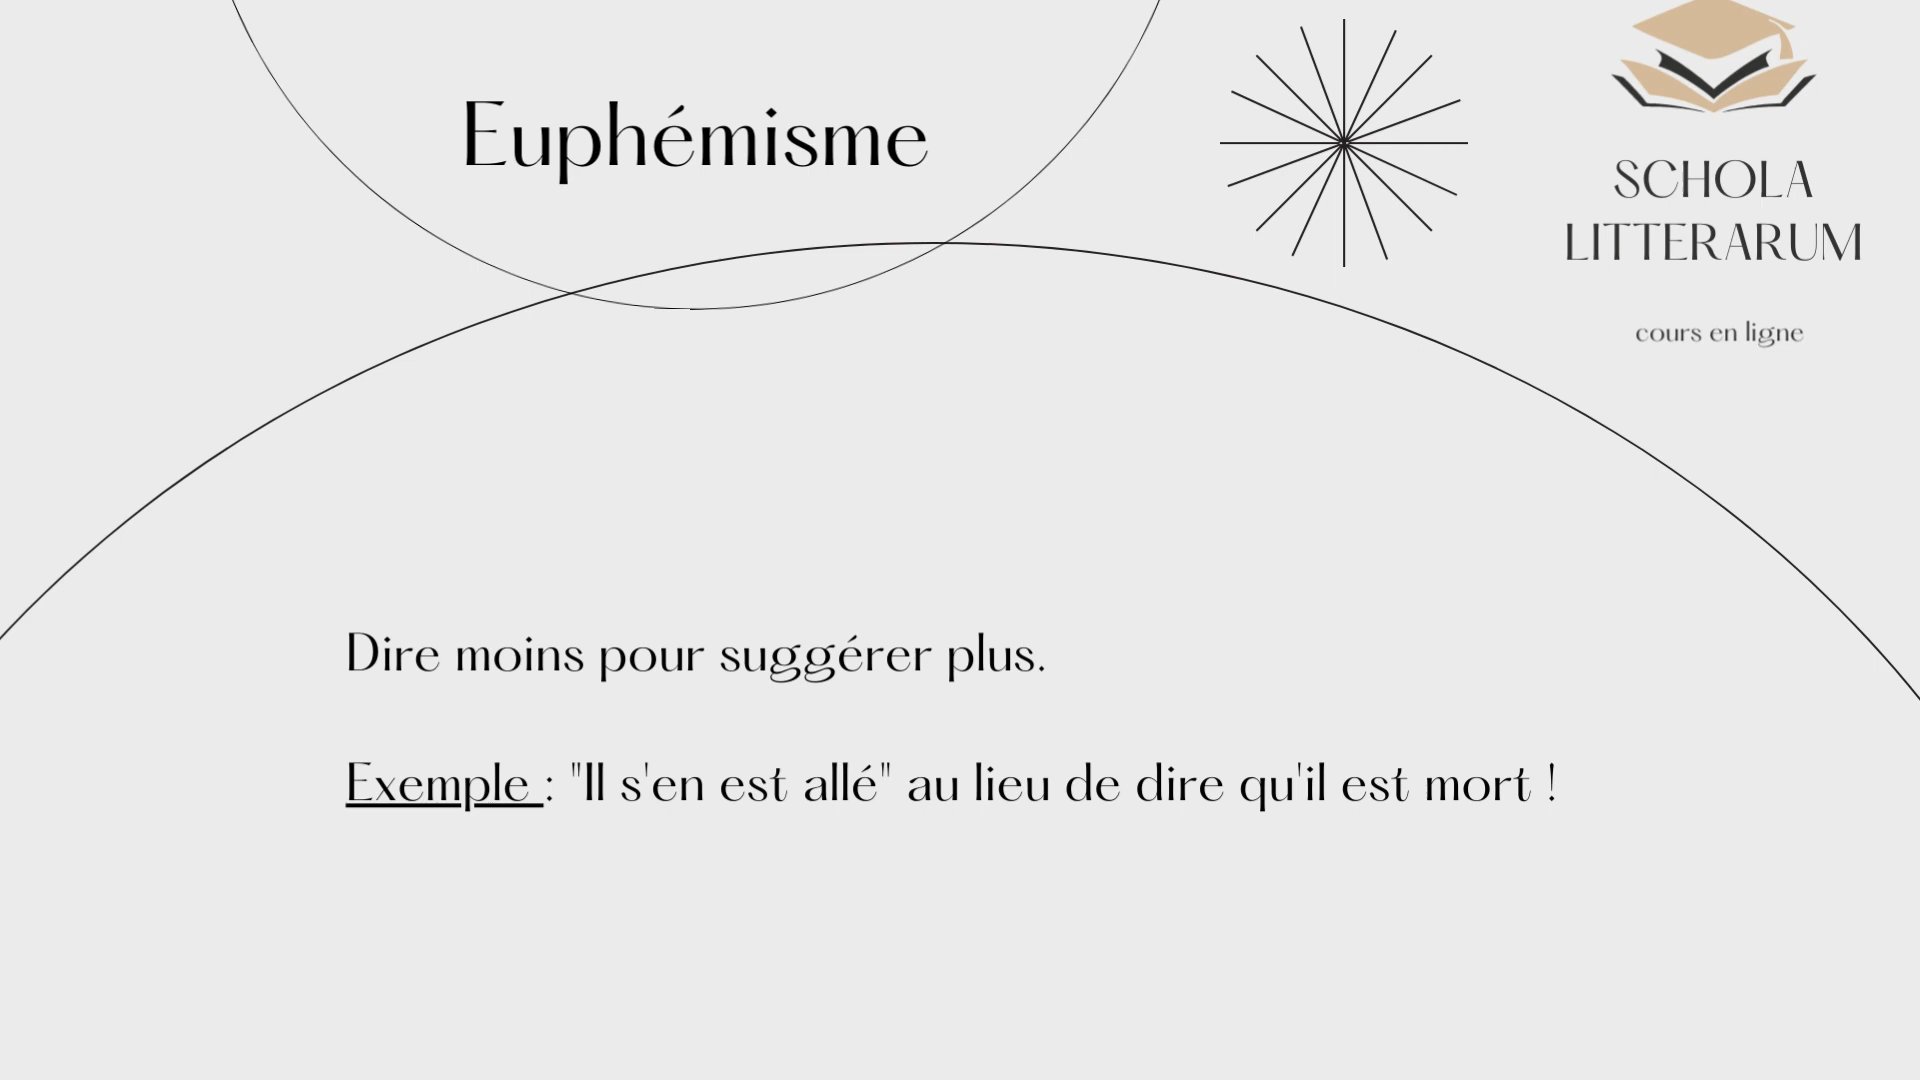 Euphémisme
SCHOLA
LITTERARUM
cours en ligne
Dire moins pour suggérer plus.
Exemple : "Il s'en est allé" au lieu de dire qu'il est mort !